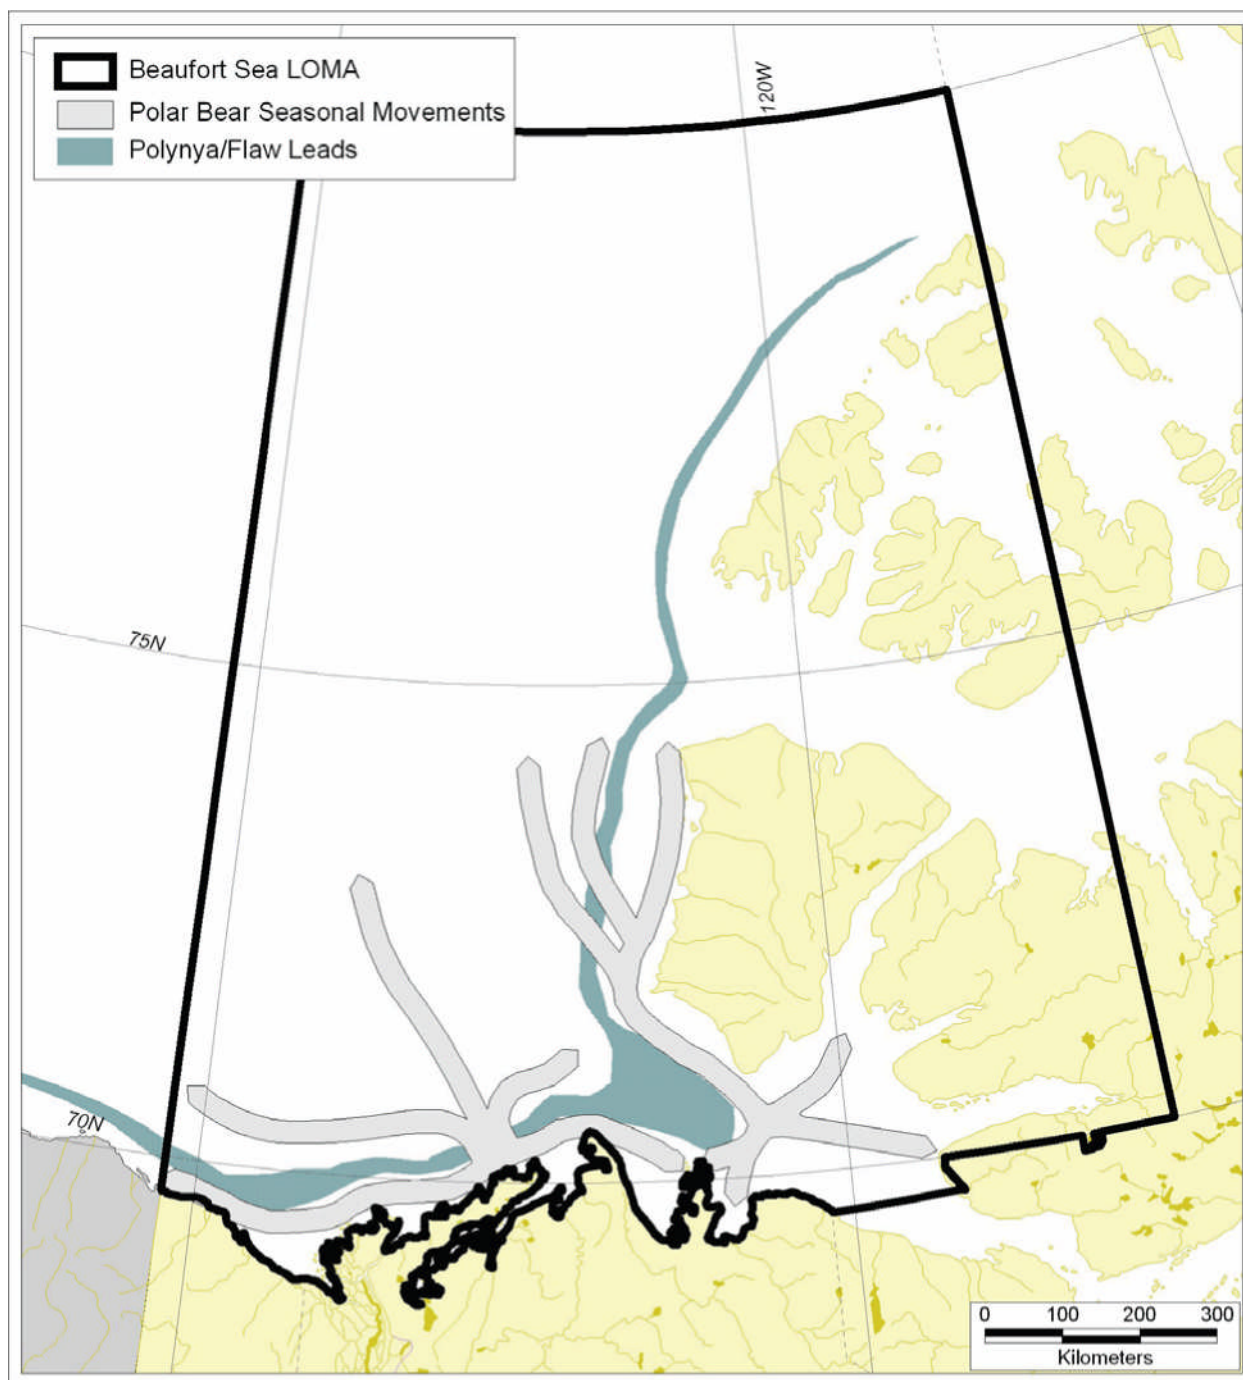 Beaufort Sea LOMA
Polar Bear Seasonal Movements
Polynya/Flaw Leads
120W
75N
70N
0 100 200 300
Kilometers